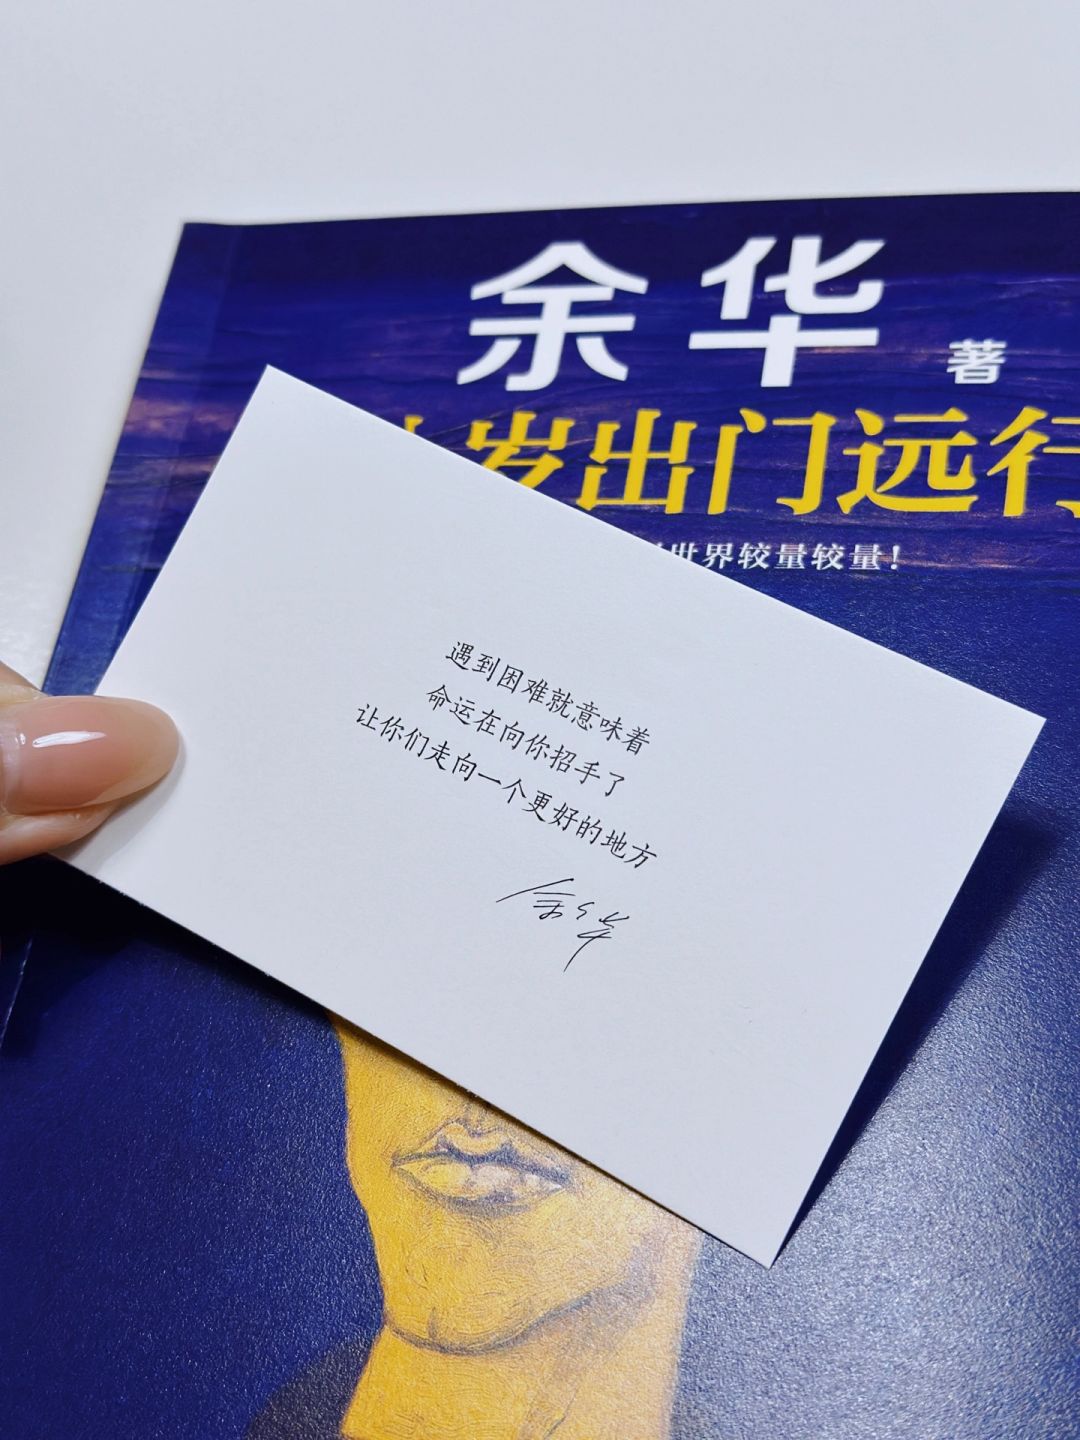 余华 著
岁出门远行
世界较量较量！
遇到困难就意味着
命运在向你招手了
让你们走向一个更好的地方
余华